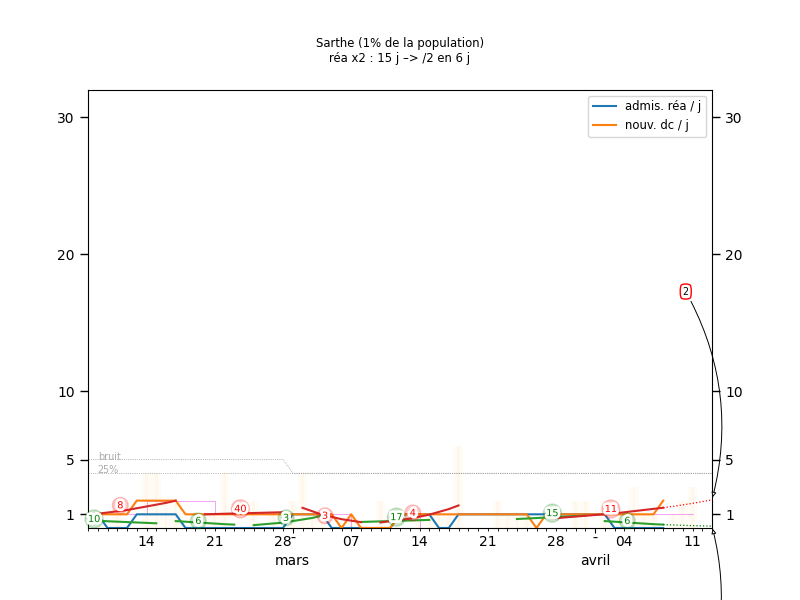 Sarthe (1% de la population)
réa x2 : 15 j –> /2 en 6 j
30 30
admis. réa / j
nouv. dc / j
20 20
2
10 10
5 5
bruit
25%
8 40 3 4 11
10 6 3 17 15 6
1 1
14 21 28 - 07 14 21 28 - 04 11
mars avril